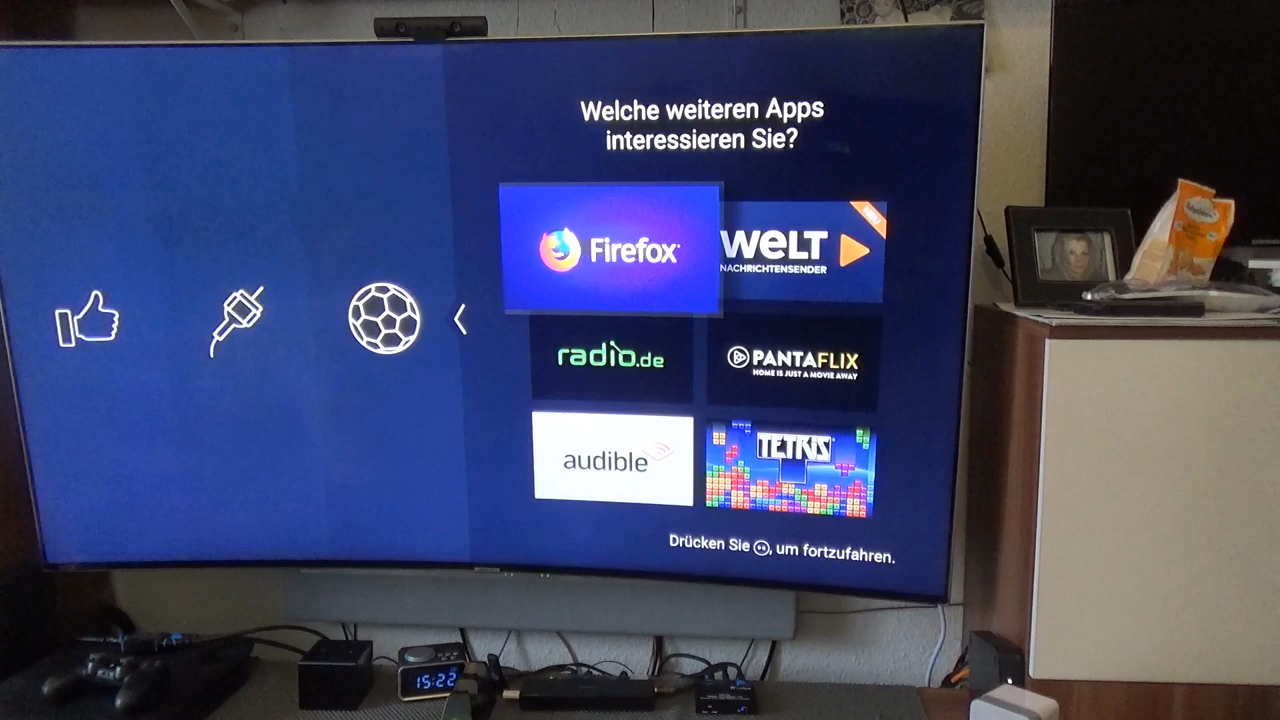 Welche weiteren Apps
interessieren Sie?
Firefox
NEU
WELT
NACHRICHTENSENDER
radio.de
PANTAFLIX
HOME IS JUST A MOVIE AWAY
audible
TETRIS
Drücken Sie , um fortzufahren.
15:22